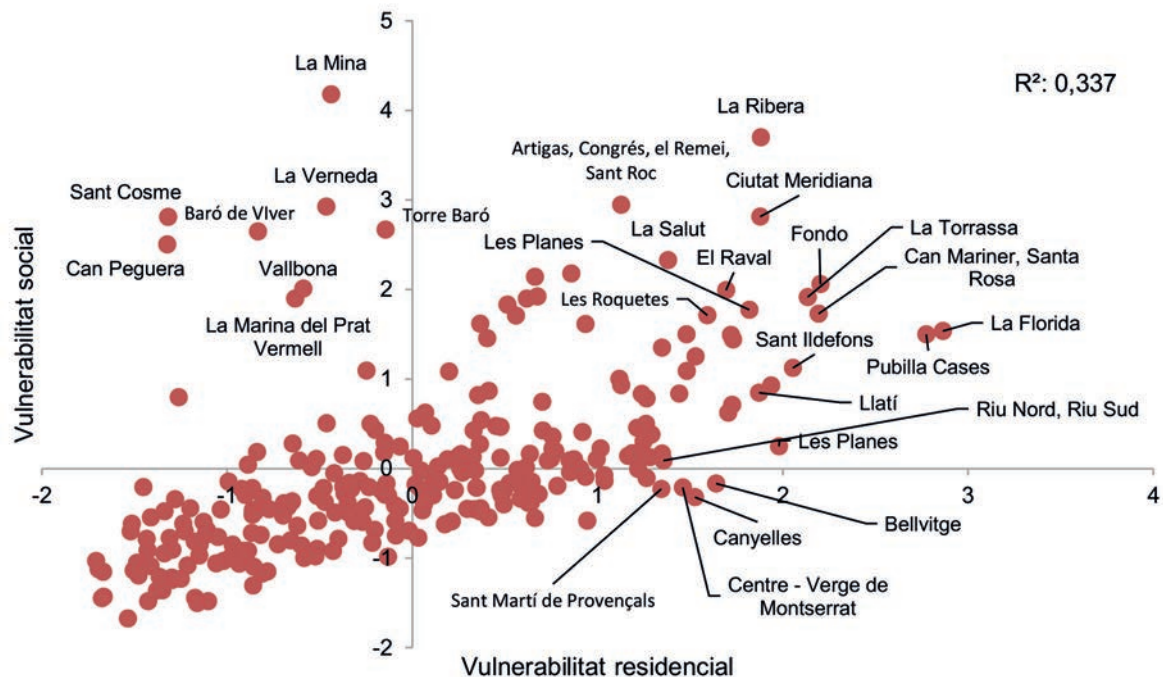 5
La Mina
R²: 0,337
4
La Ribera
Artigas, Congrés, el Remei,
Sant Roc
Sant Cosme
La Verneda
3
Ciutat Meridiana
Baró de VIver
Torre Baró
La Salut
La Torrassa
Les Planes
Fondo
Can Peguera
Vallbona
El Raval
Can Mariner, Santa
Rosa
2
Les Roquetes
La Marina del Prat
Vermell
La Florida
Sant Ildefons
Pubilla Cases
1
Llatí
Riu Nord, Riu Sud
Les Planes
0
-2
-1
0
1
2
3
4
Bellvitge
Canyelles
-1
Sant Martí de Provençals
Centre - Verge de
Montserrat
-2
Vulnerabilitat social
Vulnerabilitat residencial